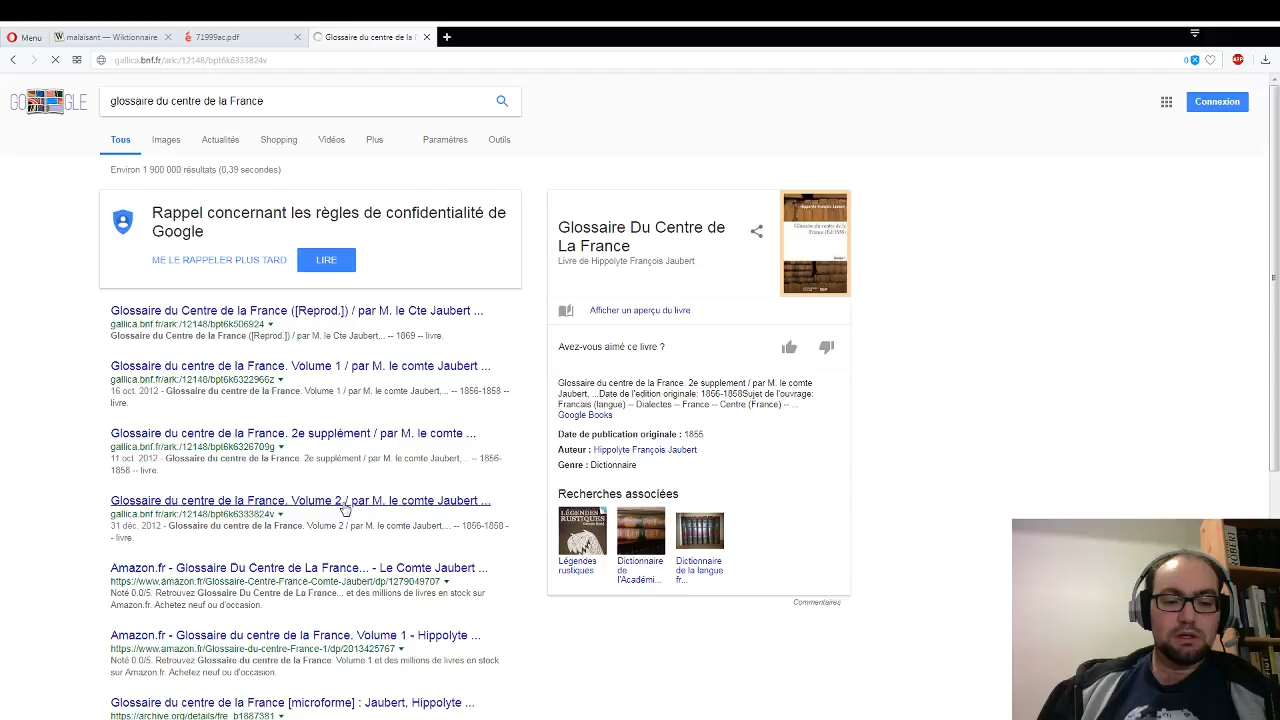 Menu
malaisant — Wiktionnaire
71999ac.pdf
Glossaire du centre de la
gallica.bnf.fr/ark:/12148/bpt6k6333824v
0
ABP
glossaire du centre de la France
Connexion
Tous
Images
Actualités
Shopping
Vidéos
Plus
Paramètres
Outils
Environ 1 900 000 résultats (0,39 secondes)
Rappel concernant les règles de confidentialité de
Google
ME LE RAPPELER PLUS TARD
LIRE
Glossaire du Centre de la France ([Reprod.]) / par M. le Cte Jaubert ...
gallica.bnf.fr/ark:/12148/bpt6k506924
Glossaire du Centre de la France ([Reprod.]) / par M. le Cte Jaubert... -- 1869 -- livre.
Glossaire du centre de la France. Volume 1 / par M. le comte Jaubert ...
gallica.bnf.fr/ark:/12148/bpt6k6322966z
16 oct. 2012 - Glossaire du centre de la France. Volume 1 / par M. le comte Jaubert,... -- 1856-1858 --
livre.
Glossaire du centre de la France. 2e supplément / par M. le comte ...
gallica.bnf.fr/ark:/12148/bpt6k6326709g
11 oct. 2012 - Glossaire du centre de la France. 2e supplément / par M. le comte Jaubert,... -- 1856-
1858 -- livre.
Glossaire du centre de la France. Volume 2 / par M. le comte Jaubert ...
gallica.bnf.fr/ark:/12148/bpt6k6333824v
31 déc. 2012 - Glossaire du centre de la France. Volume 2 / par M. le comte Jaubert,... -- 1856-1858 -
- livre.
Amazon.fr - Glossaire Du Centre De La France... - Le Comte Jaubert ...
https://www.amazon.fr/Glossaire-Centre-France-Comte-Jaubert/dp/1279049707
Noté 0.0/5. Retrouvez Glossaire Du Centre De La France... et des millions de livres en stock sur
Amazon.fr. Achetez neuf ou d'occasion.
Amazon.fr - Glossaire du centre de la France. Volume 1 - Hippolyte ...
https://www.amazon.fr/Glossaire-du-centre-France-1/dp/2013425767
Noté 0.0/5. Retrouvez Glossaire du centre de la France. Volume 1 et des millions de livres en stock
sur Amazon.fr. Achetez neuf ou d'occasion.
Glossaire du centre de la France [microforme] : Jaubert, Hippolyte ...
https://archive.org/details/fre_b1887381
Glossaire Du Centre de
La France
Livre de Hippolyte François Jaubert
Hippolyte François Jaubert
Glossaire du centre de la
France (Éd.1858)
Afficher un aperçu du livre
Avez-vous aimé ce livre ?
Glossaire du centre de la France. 2e supplement / par M. le comte
Jaubert, ...Date de l'edition originale: 1856-1858Sujet de l'ouvrage:
Francais (langue) -- Dialectes -- France -- Centre (France) -- ...
Google Books
Date de publication originale : 1855
Auteur : Hippolyte François Jaubert
Genre : Dictionnaire
Recherches associées
LÉGENDES
RUSTIQUES
Légendes
rustiques
Dictionnaire
de
l'Académi...
Dictionnaire
de la langue
fr...
Commentaires